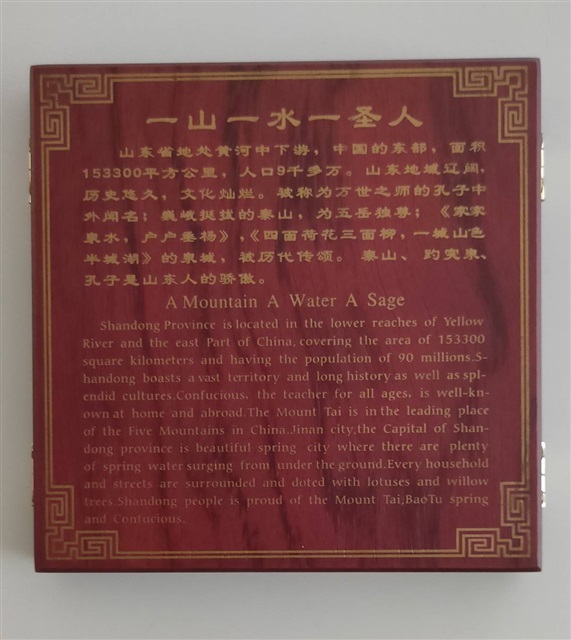 一山一水一圣人
山东省地处黄河中下游，中国的东部，面积
153300平方公里，人口9千多万。山东地域辽阔，
历史悠久，文化灿烂。被称为万世之师的孔子中
外闻名；巍峨挺拔的泰山，为五岳独尊；《家家
泉水，户户垂杨》，《四面荷花三面柳，一城山色
半城湖》的泉城，被历代传颂。泰山、趵突泉、
孔子是山东人的骄傲。
A Mountain A Water A Sage
Shandong Province is located in the lower reaches of Yellow
River and the east Part of China, covering the area of 153300
square kilometers and having the population of 90 millions.S-
handong boasts a vast territory and long history as well as spl-
endid cultures.Confucious, the teacher for all ages, is well-kn-
own at home and abroad.The Mount Tai is in the leading place
of the Five Mountains in China.Jinan city,the Capital of Shan-
dong province is beautiful spring city where there are plenty
of spring water surging from under the ground.Every household
and streets are surrounded and doted with lotuses and willow
trees.Shandong people is proud of the Mount Tai,BaoTu spring
and Contucious.